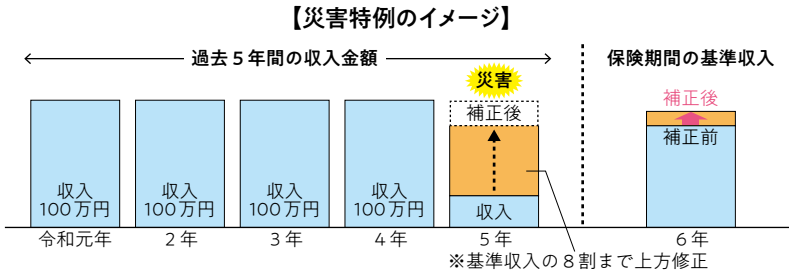 【災害特例のイメージ】
過去5年間の収入金額
保険期間の基準収入
災害
補正後
補正後
補正前
収入
100万円
収入
100万円
収入
100万円
収入
100万円
収入
令和元年
2年
3年
4年
5年
6年
※基準収入の8割まで上方修正